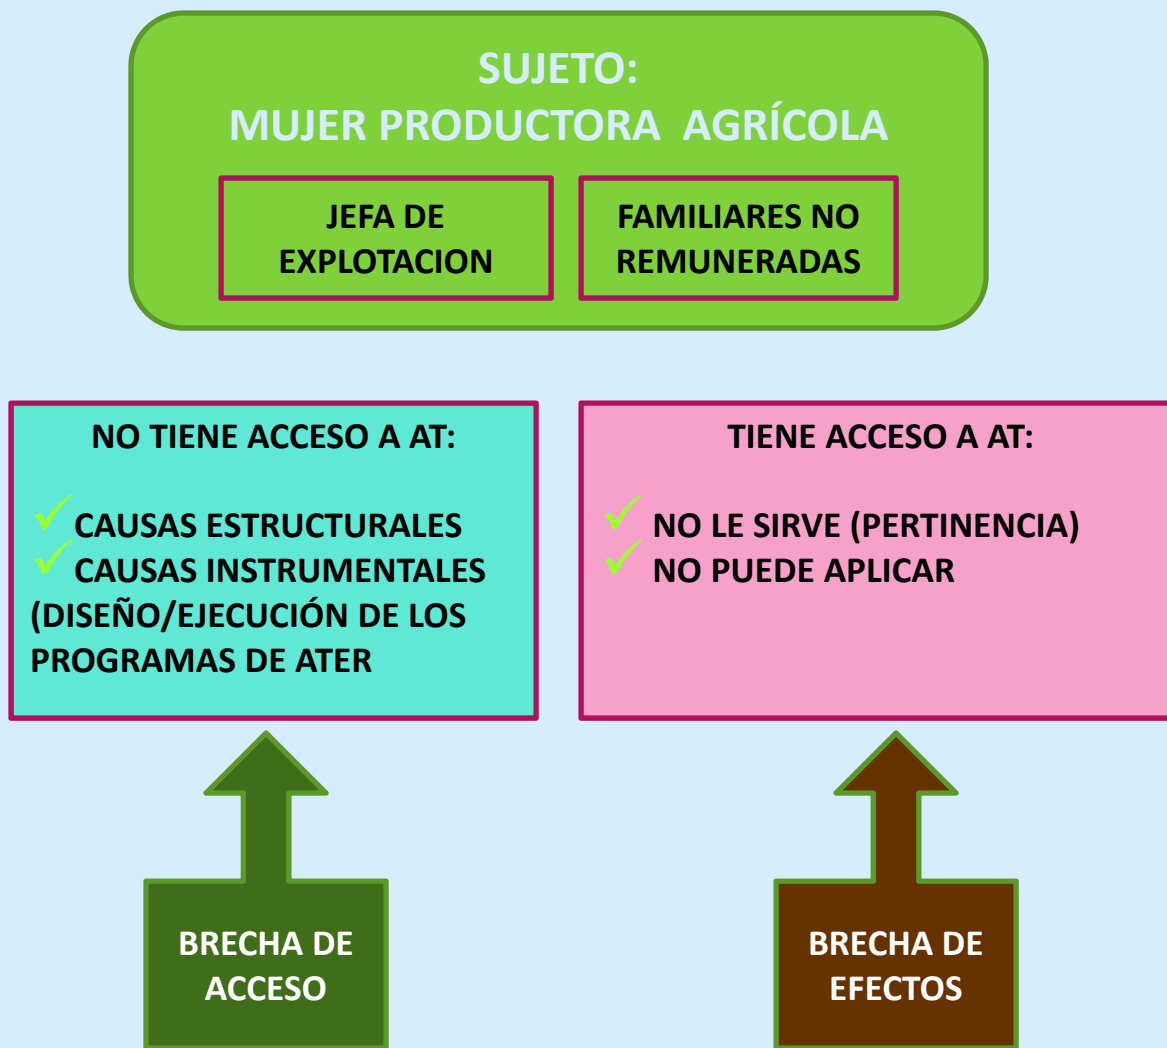 SUJETO:
MUJER PRODUCTORA AGRÍCOLA
JEFA DE
EXPLOTACION
FAMILIARES NO
REMUNERADAS
NO TIENE ACCESO A AT:
CAUSAS ESTRUCTURALES
CAUSAS INSTRUMENTALES
(DISEÑO/EJECUCIÓN DE LOS
PROGRAMAS DE ATER
TIENE ACCESO A AT:
NO LE SIRVE (PERTINENCIA)
NO PUEDE APLICAR
BRECHA DE
ACCESO
BRECHA DE
EFECTOS